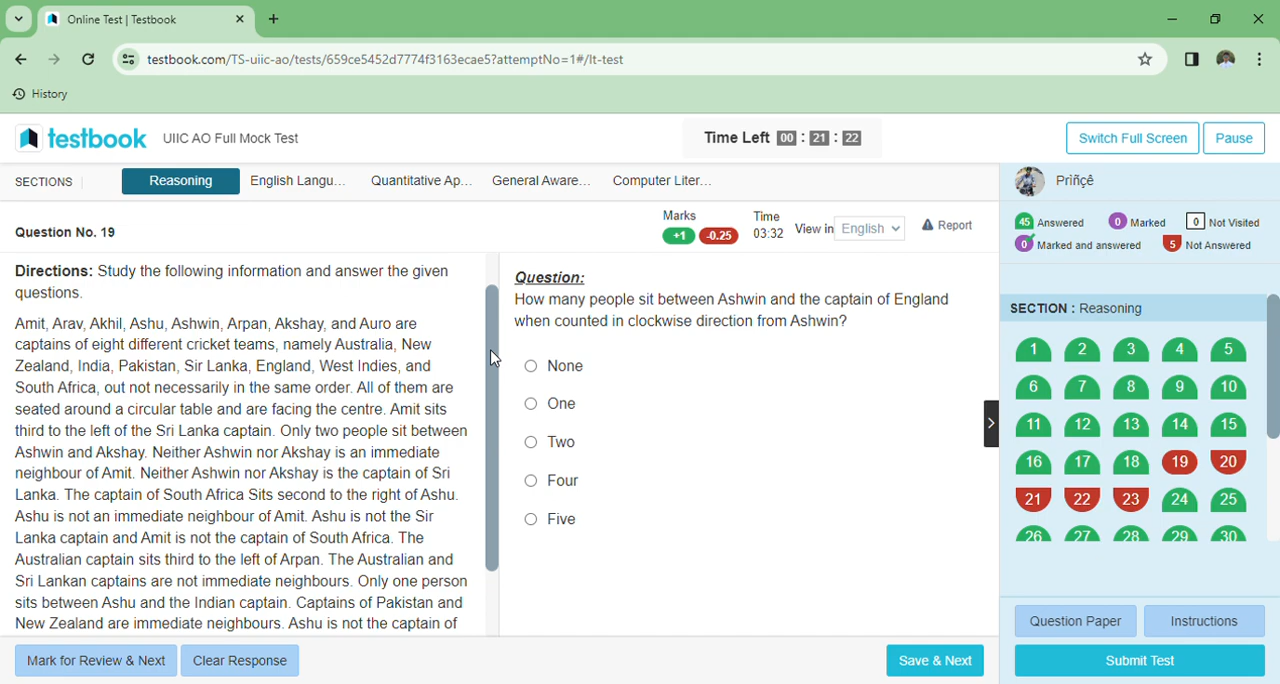 Online Test | Testbook
testbook.com/TS-uiic-ao/tests/659ce5452d7774f3163ecae5?attemptNo=1#/lt-test
History
testbook UIIC AO Full Mock Test Time Left 00 : 21 : 22 Switch Full Screen Pause
SECTIONS Reasoning English Langu... Quantitative Ap... General Aware... Computer Liter... Prîñçê
Question No. 19 Marks +1 -0.25 Time 03:32 View in English Report
45 Answered 0 Marked 0 Not Visited
0 Marked and answered 5 Not Answered
Directions: Study the following information and answer the given
questions.
Amit, Arav, Akhil, Ashu, Ashwin, Arpan, Akshay, and Auro are
captains of eight different cricket teams, namely Australia, New
Zealand, India, Pakistan, Sir Lanka, England, West Indies, and
South Africa, out not necessarily in the same order. All of them are
seated around a circular table and are facing the centre. Amit sits
third to the left of the Sri Lanka captain. Only two people sit between
Ashwin and Akshay. Neither Ashwin nor Akshay is an immediate
neighbour of Amit. Neither Ashwin nor Akshay is the captain of Sri
Lanka. The captain of South Africa Sits second to the right of Ashu.
Ashu is not an immediate neighbour of Amit. Ashu is not the Sir
Lanka captain and Amit is not the captain of South Africa. The
Australian captain sits third to the left of Arpan. The Australian and
Sri Lankan captains are not immediate neighbours. Only one person
sits between Ashu and the Indian captain. Captains of Pakistan and
New Zealand are immediate neighbours. Ashu is not the captain of
Question:
How many people sit between Ashwin and the captain of England
when counted in clockwise direction from Ashwin?
None
One
Two
Four
Five
SECTION : Reasoning
1 2 3 4 5
6 7 8 9 10
11 12 13 14 15
16 17 18 19 20
21 22 23 24 25
26 27 28 29 30
Question Paper Instructions
Mark for Review & Next Clear Response Save & Next Submit Test